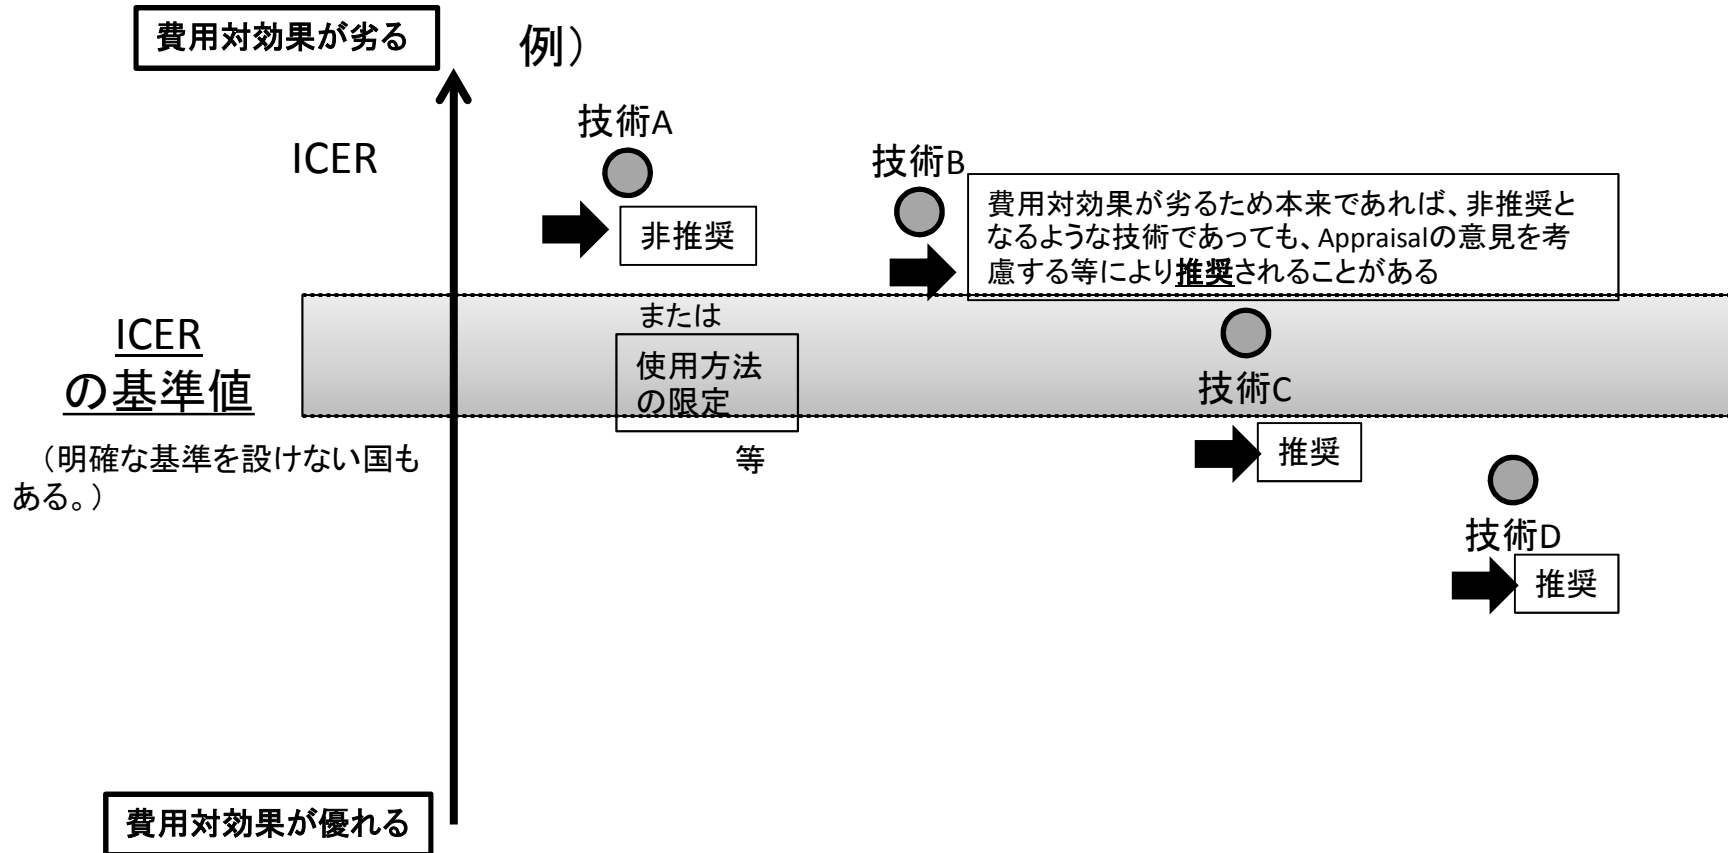 費用対効果が劣る
例）
ICER
技術A
非推奨
または
使用方法
の限定
等
技術B
費用対効果が劣るため本来であれば、非推奨と
なるような技術であっても、Appraisalの意見を考
慮する等により推奨されることがある
ICER
の基準値
（明確な基準を設けない国も
ある。）
技術C
推奨
技術D
推奨
費用対効果が優れる